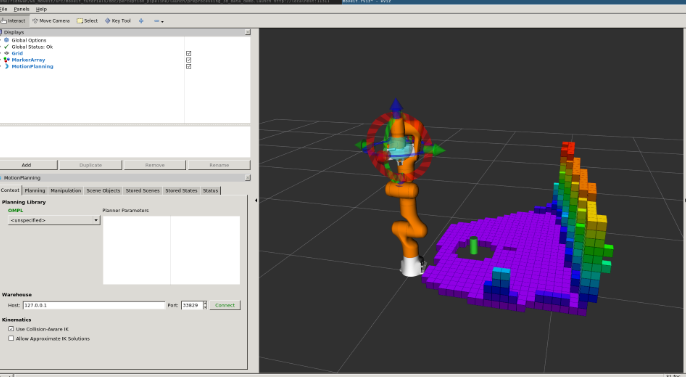 File Panels Help
Interact Move Camera Select Key Tool
Displays
Global Options
Global Status: Ok
Grid
MarkerArray
MotionPlanning
Add Duplicate Remove Rename
MotionPlanning
Context Planning Manipulation Scene Objects Stored Scenes Stored States Status
Planning Library
OMPL Planner Parameters
<unspecified>
Warehouse
Host: 127.0.0.1 Port: 33829 Connect
Kinematics
Use Collision-Aware IK
Allow Approximate IK Solutions